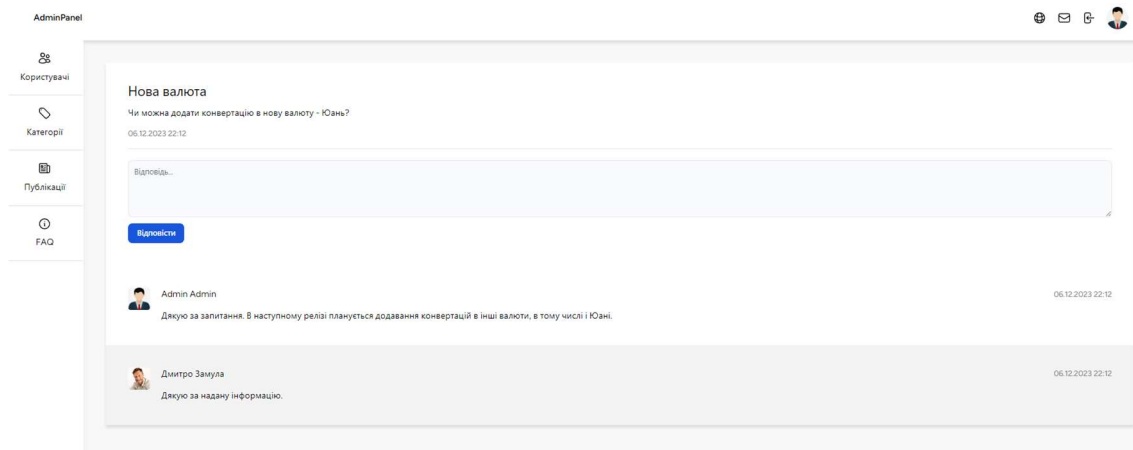 AdminPanel
Користувачі
Категорії
Публікації
FAQ
Нова валюта
Чи можна додати конвертацію в нову валюту - Юань?
06.12.2023 22:12
Відповідь...
Відповісти
Admin Admin
06.12.2023 22:12
Дякую за запитання. В наступному релізі планується додавання конвертацій в інші валюти, в тому числі і Юані.
Дмитро Замула
06.12.2023 22:12
Дякую за надану інформацію.